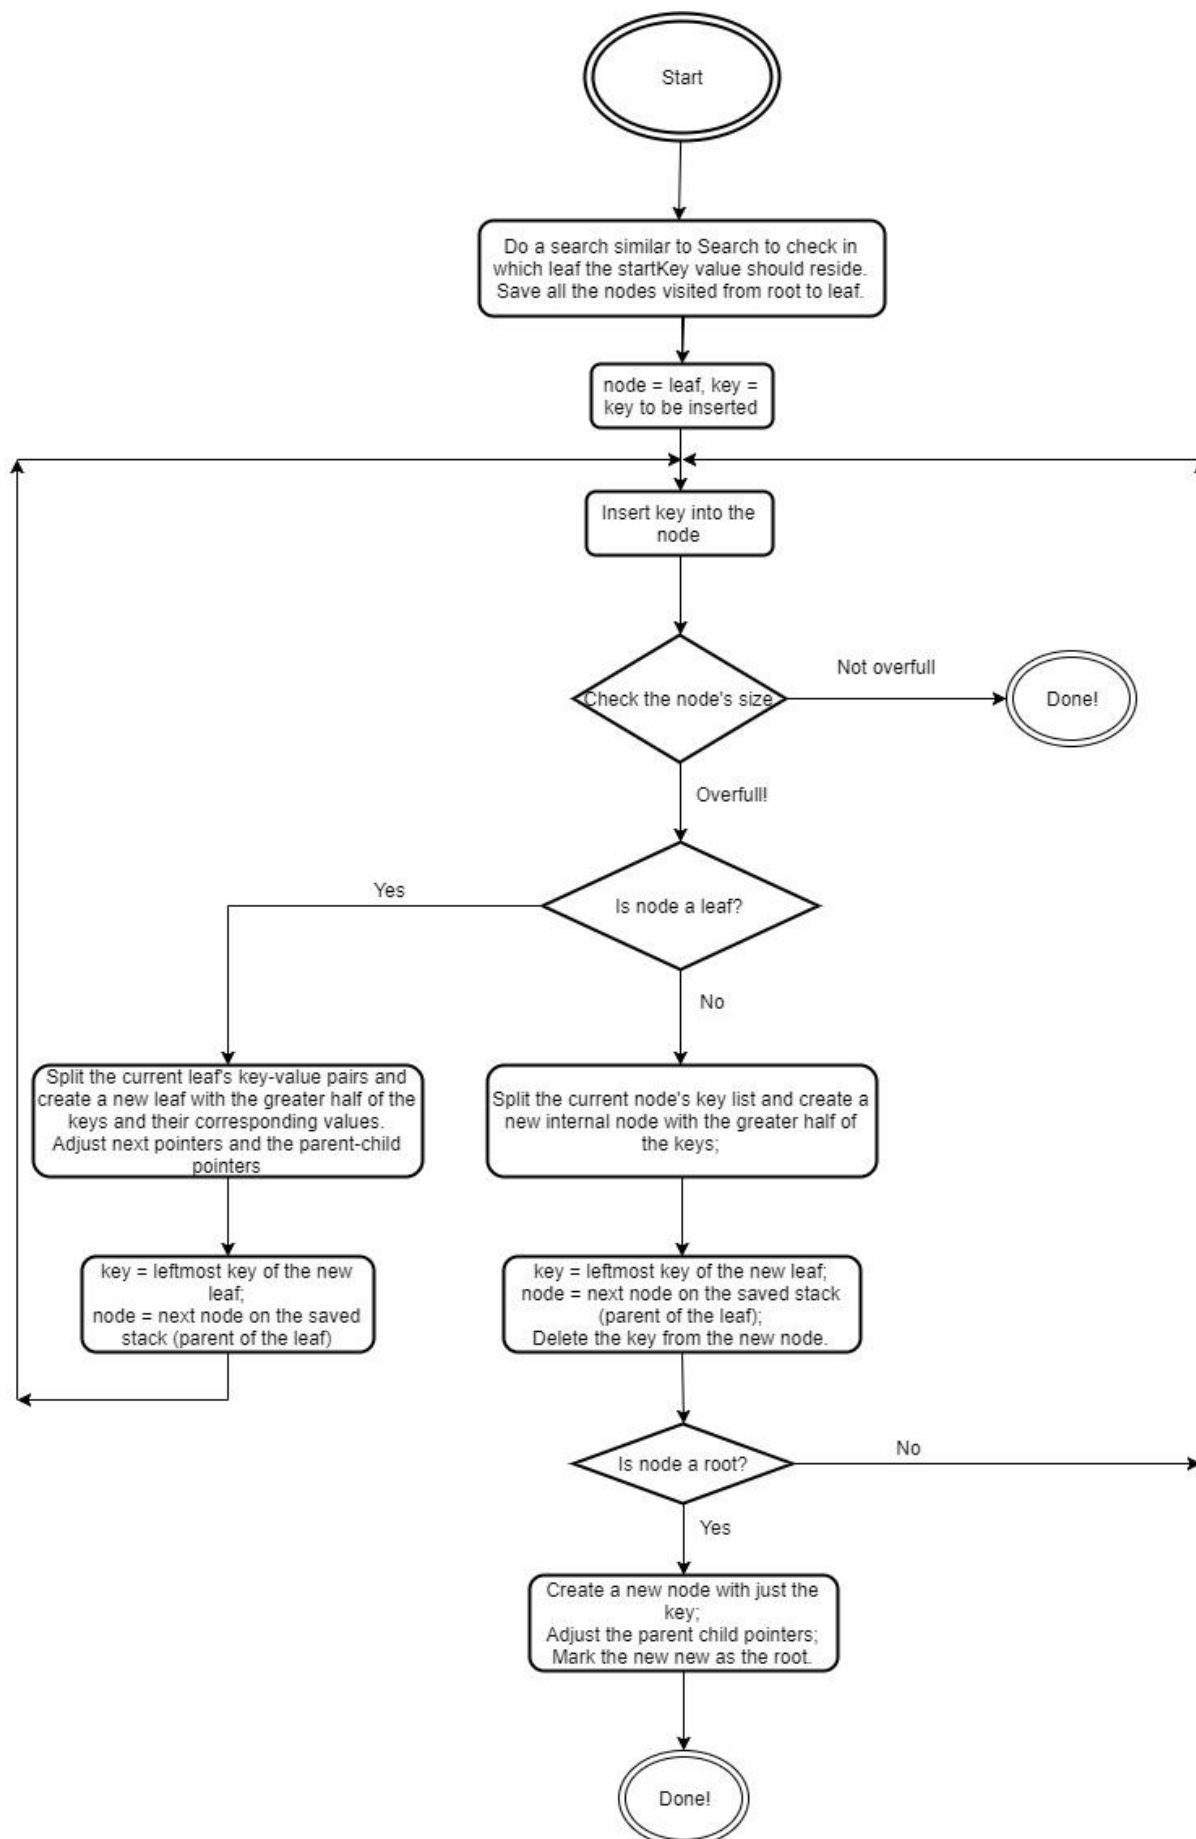 Start
Do a search similar to Search to check in
which leaf the startKey value should reside.
Save all the nodes visited from root to leaf.
node = leaf, key =
key to be inserted
Insert key into the
node
Check the node's size
Not overfull
Done!
Overfull!
Is node a leaf?
Yes
No
Split the current leaf's key-value pairs and
create a new leaf with the greater half of the
keys and their corresponding values.
Adjust next pointers and the parent-child
pointers
Split the current node's key list and create a
new internal node with the greater half of
the keys;
key = leftmost key of the new
leaf;
node = next node on the saved
stack (parent of the leaf)
key = leftmost key of the new leaf;
node = next node on the saved stack
(parent of the leaf);
Delete the key from the new node.
Is node a root?
No
Yes
Create a new node with just the
key;
Adjust the parent child pointers;
Mark the new new as the root.
Done!